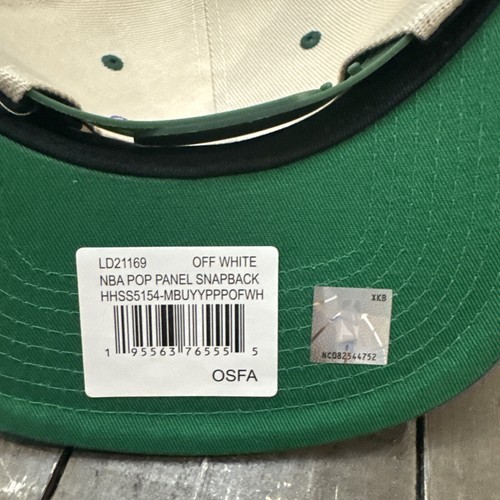 LD21169 OFF WHITE
NBA POP PANEL SNAPBACK
HHSS5154-MBUYYPPPOFWH
1 95563 76555 5
OSFA
XKB
NC082544752